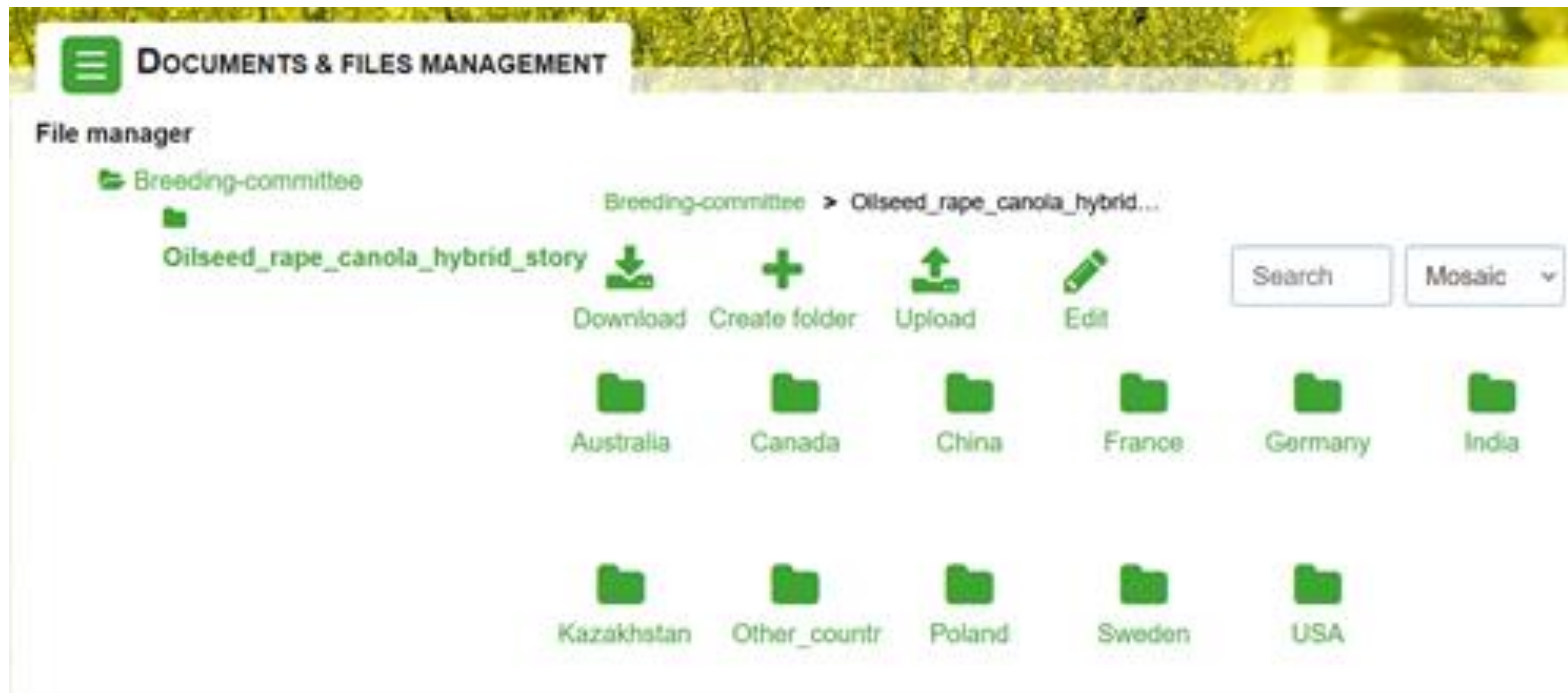 DOCUMENTS & FILES MANAGEMENT
File manager
Breeding-committee
Oilseed_rape_canola_hybrid_story
Breeding-committee > Oilseed_rape_canola_hybrid...
Download Create folder Upload Edit Search Mosaic
Australia Canada China France Germany India
Kazakhstan Other_countr Poland Sweden USA